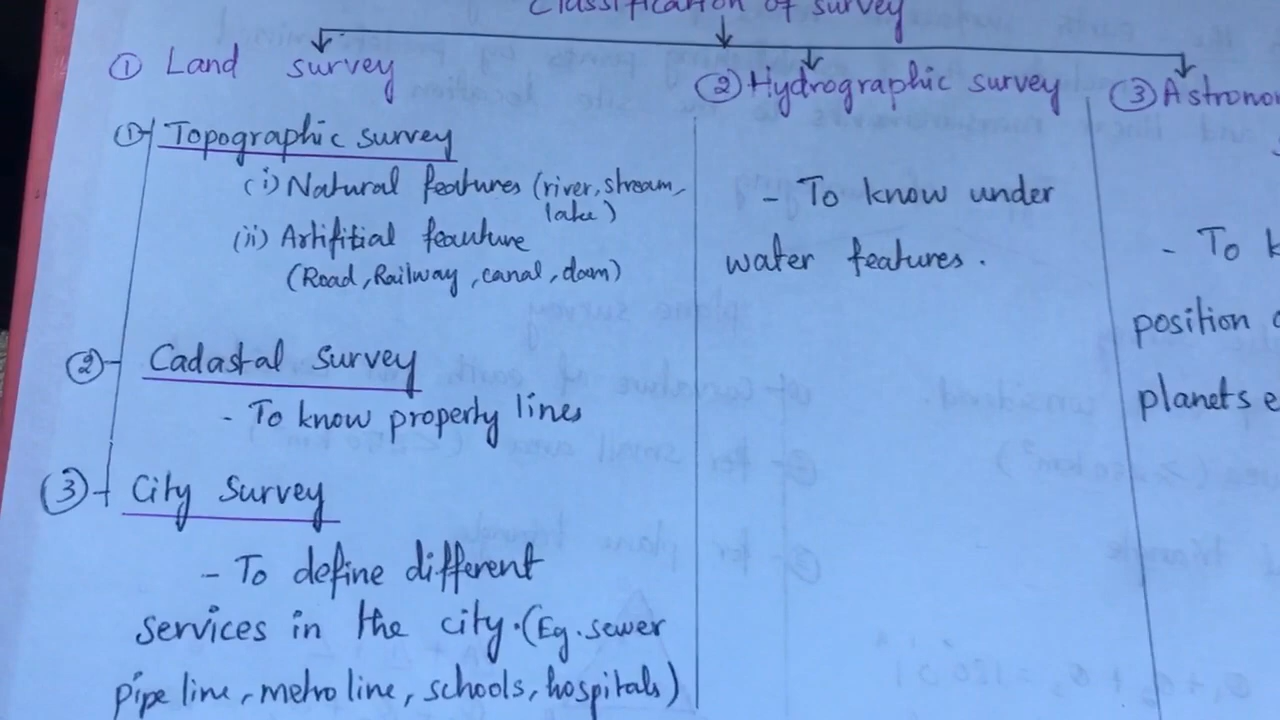 Classification of survey
① Land survey
② Hydrographic survey
③ Astrono
① Topographic survey
(i) Natural features (river, stream,
lake)
(ii) Artifitial feauture
(Road, Railway, canal, dam)
② Cadastal Survey
- To know property lines
③ City Survey
- To define different
services in the city. (Eg. sewer
pipe line, metro line, schools, hospitals)
- To know under
water features.
- To k
position
planets e